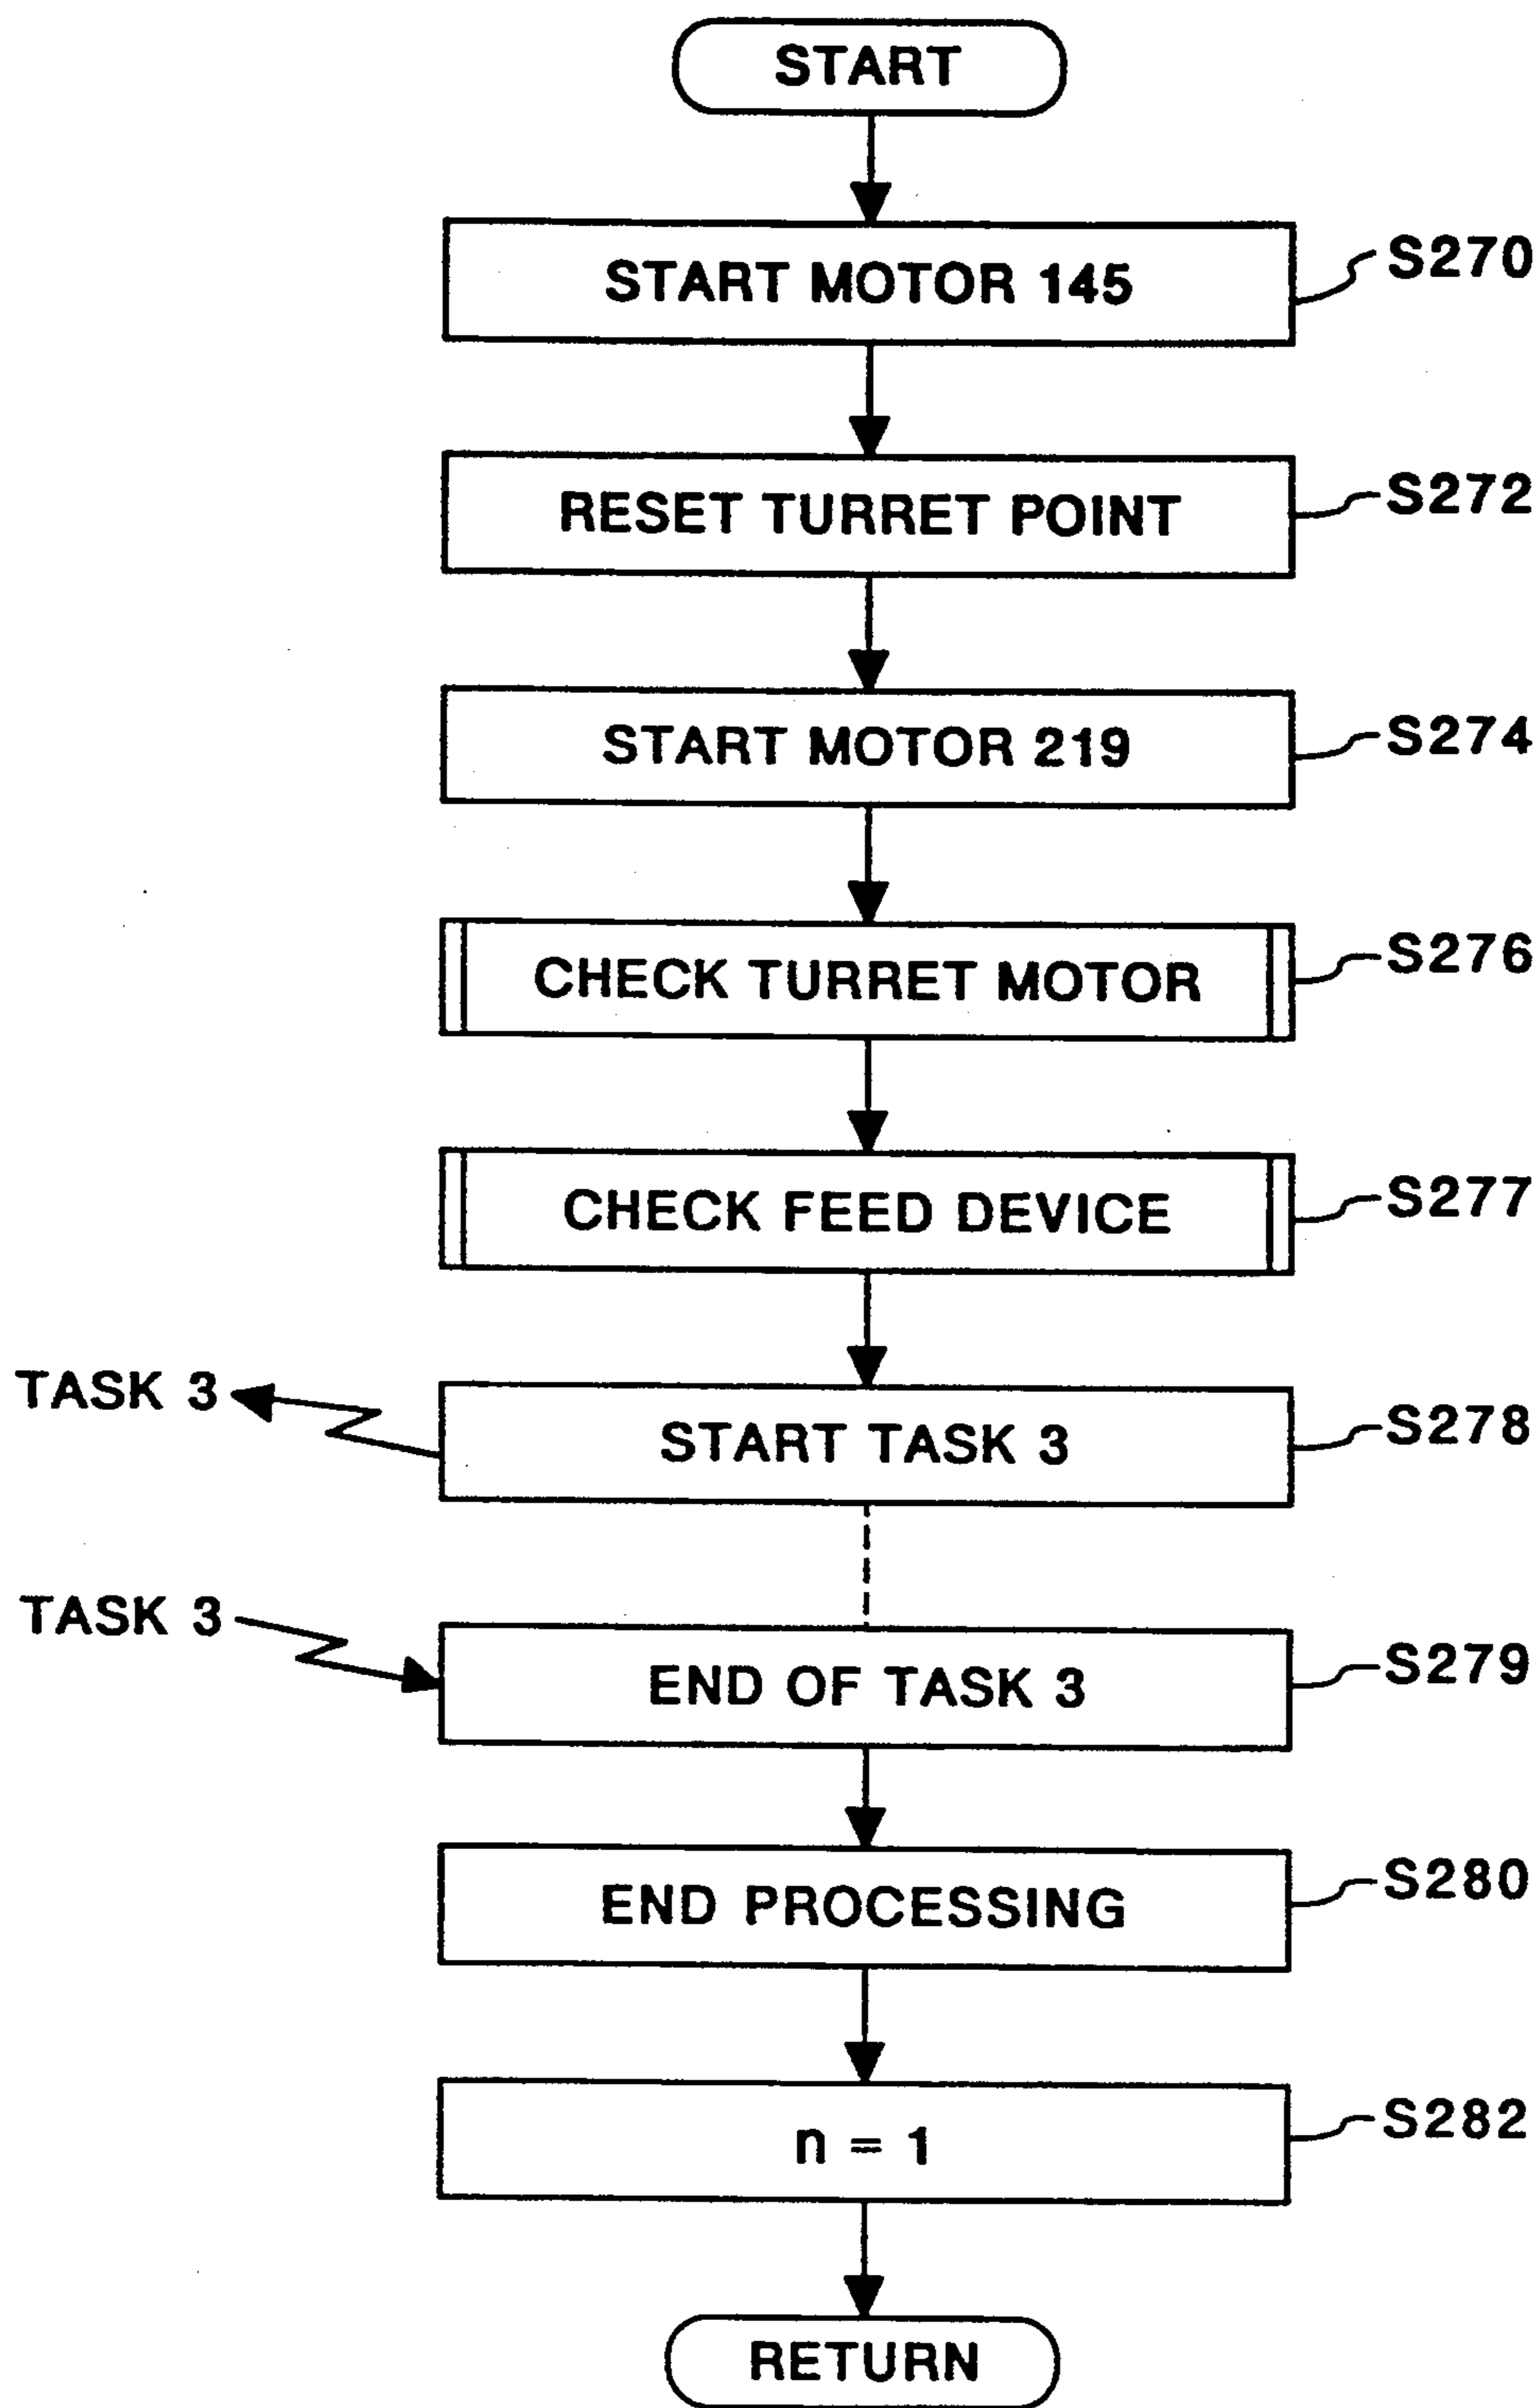 START
START MOTOR 145
S270
RESET TURRET POINT
S272
START MOTOR 219
S274
CHECK TURRET MOTOR
S276
CHECK FEED DEVICE
S277
TASK 3
START TASK 3
S278
TASK 3
END OF TASK 3
S279
END PROCESSING
S280
n = 1
S282
RETURN